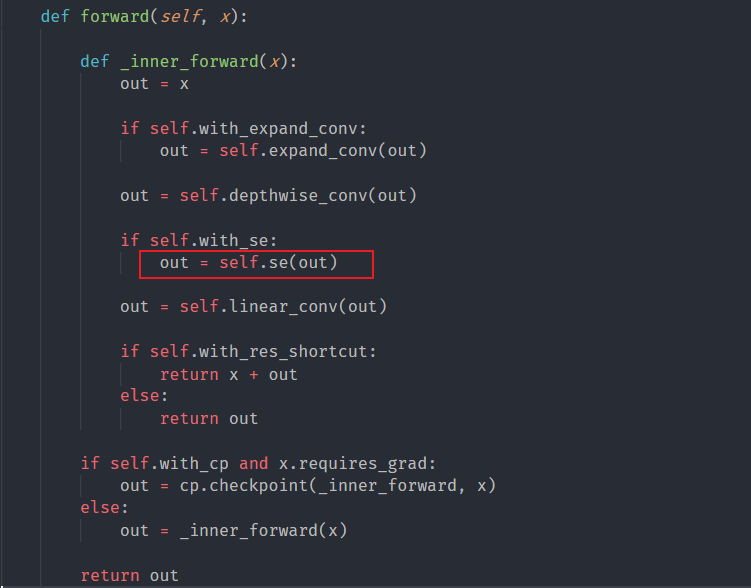 def forward(self, x):
def _inner_forward(x):
out = x
if self.with_expand_conv:
out = self.expand_conv(out)
out = self.depthwise_conv(out)
if self.with_se:
out = self.se(out)
out = self.linear_conv(out)
if self.with_res_shortcut:
return x + out
else:
return out
if self.with_cp and x.requires_grad:
out = cp.checkpoint(_inner_forward, x)
else:
out = _inner_forward(x)
return out